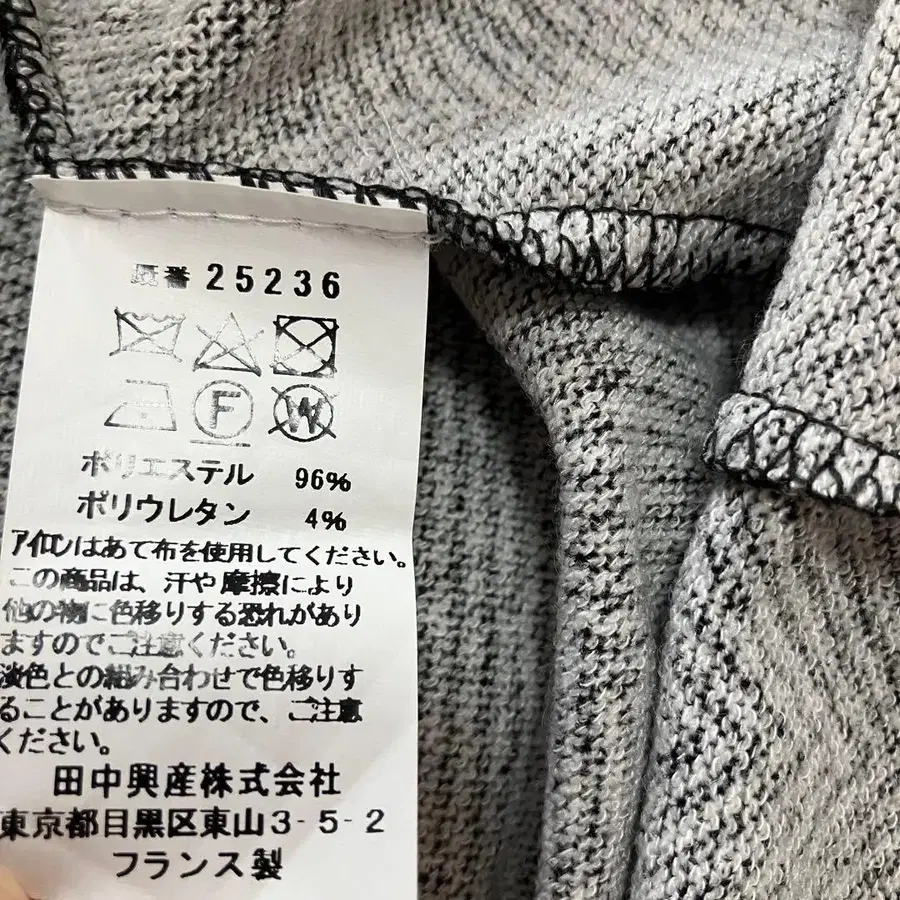 品番 25236
F W
ポリエステル 96%
ポリウレタン 4%
アイロンはあて布を使用してください。
この商品は、汗や摩擦により
他の物に色移りする恐れがあり
ますのでご注意ください。
淡色との組み合わせで色移りす
ることがありますので、ご注意
ください。
田中興産株式会社
東京都目黒区東山3-5-2
フランス製